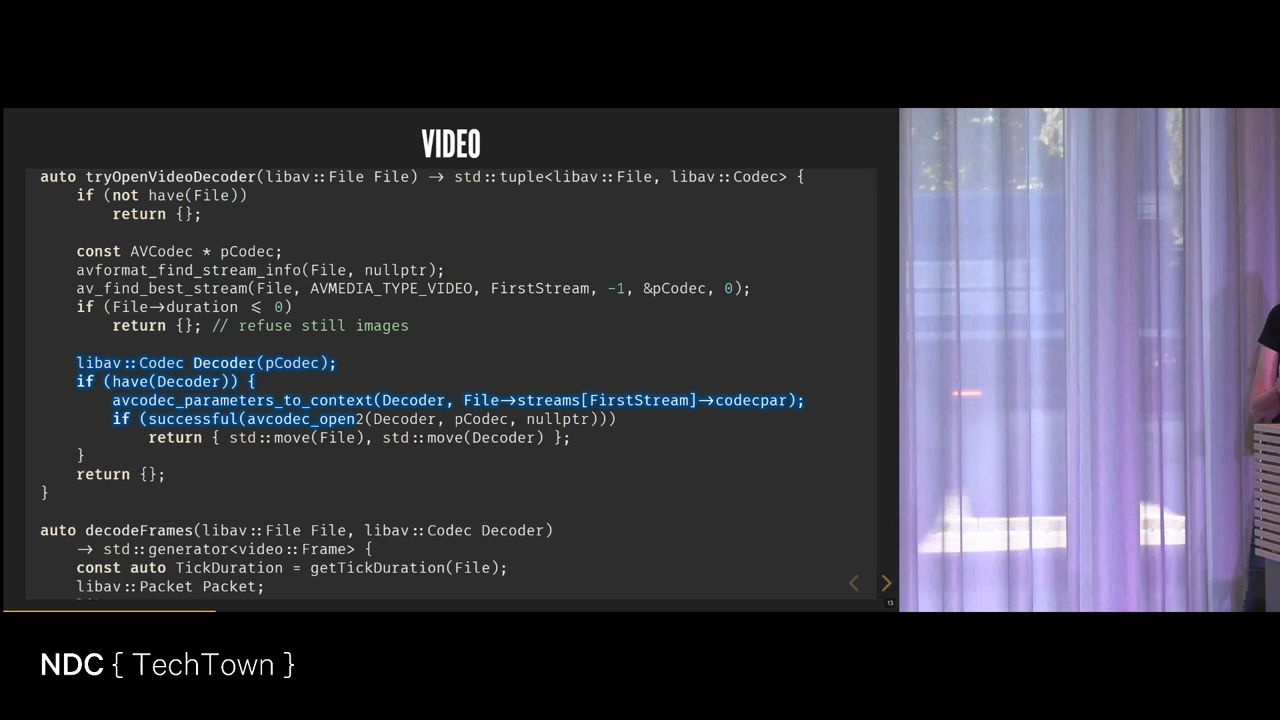 VIDEO
auto tryOpenVideoDecoder(libav::File File) → std::tuple<libav::File, libav::Codec> {
    if (not have(File))
        return {};

    const AVCodec * pCodec;
    avformat_find_stream_info(File, nullptr);
    av_find_best_stream(File, AVMEDIA_TYPE_VIDEO, FirstStream, -1, &pCodec, 0);
    if (File→duration ⩽ 0)
        return {}; // refuse still images

    libav::Codec Decoder(pCodec);
    if (have(Decoder)) {
        avcodec_parameters_to_context(Decoder, File→streams[FirstStream]→codecpar);
        if (successful(avcodec_open2(Decoder, pCodec, nullptr)))
            return { std::move(File), std::move(Decoder) };
    }
    return {};
}

auto decodeFrames(libav::File File, libav::Codec Decoder)
    → std::generator<video::Frame> {
    const auto TickDuration = getTickDuration(File);
    libav::Packet Packet;
13
NDC { TechTown }